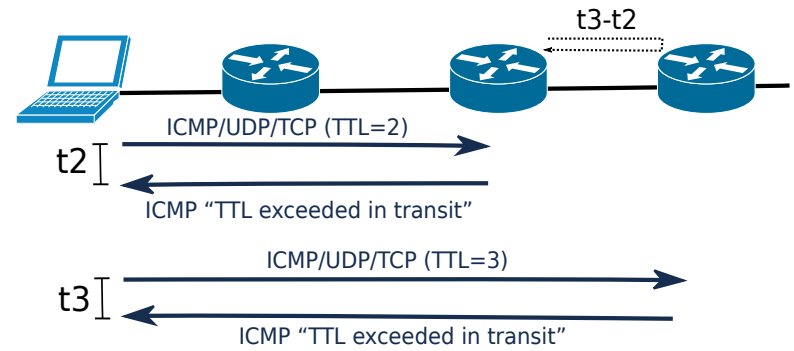 t3-t2
ICMP/UDP/TCP (TTL=2)
t2
ICMP “TTL exceeded in transit”
ICMP/UDP/TCP (TTL=3)
t3
ICMP “TTL exceeded in transit”